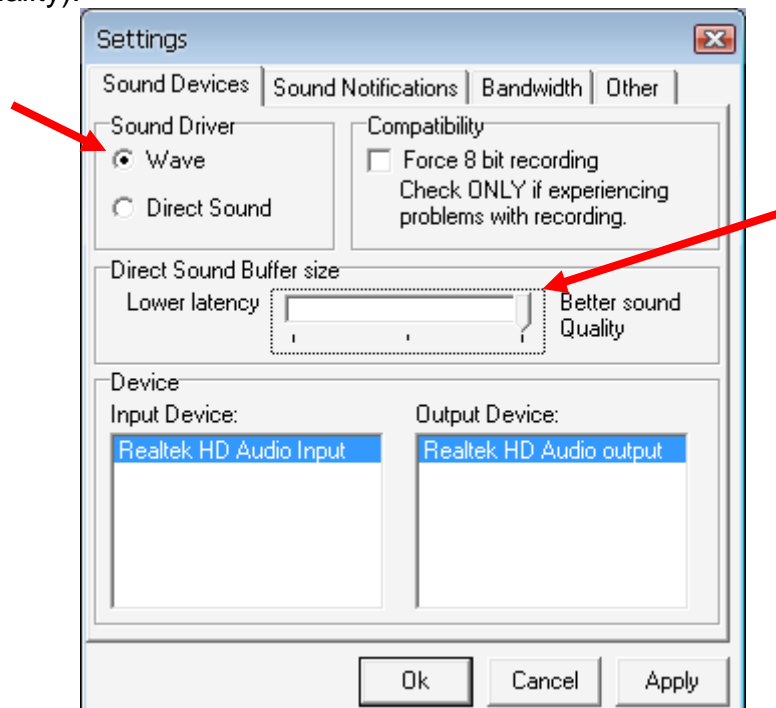 ality).
Settings
Sound Devices Sound Notifications Bandwidth Other
Sound Driver
Wave
Direct Sound
Compatibility
Force 8 bit recording
Check ONLY if experiencing
problems with recording.
Direct Sound Buffer size
Lower latency
Better sound
Quality
Device
Input Device:
Realtek HD Audio Input
Output Device:
Realtek HD Audio output
Ok Cancel Apply